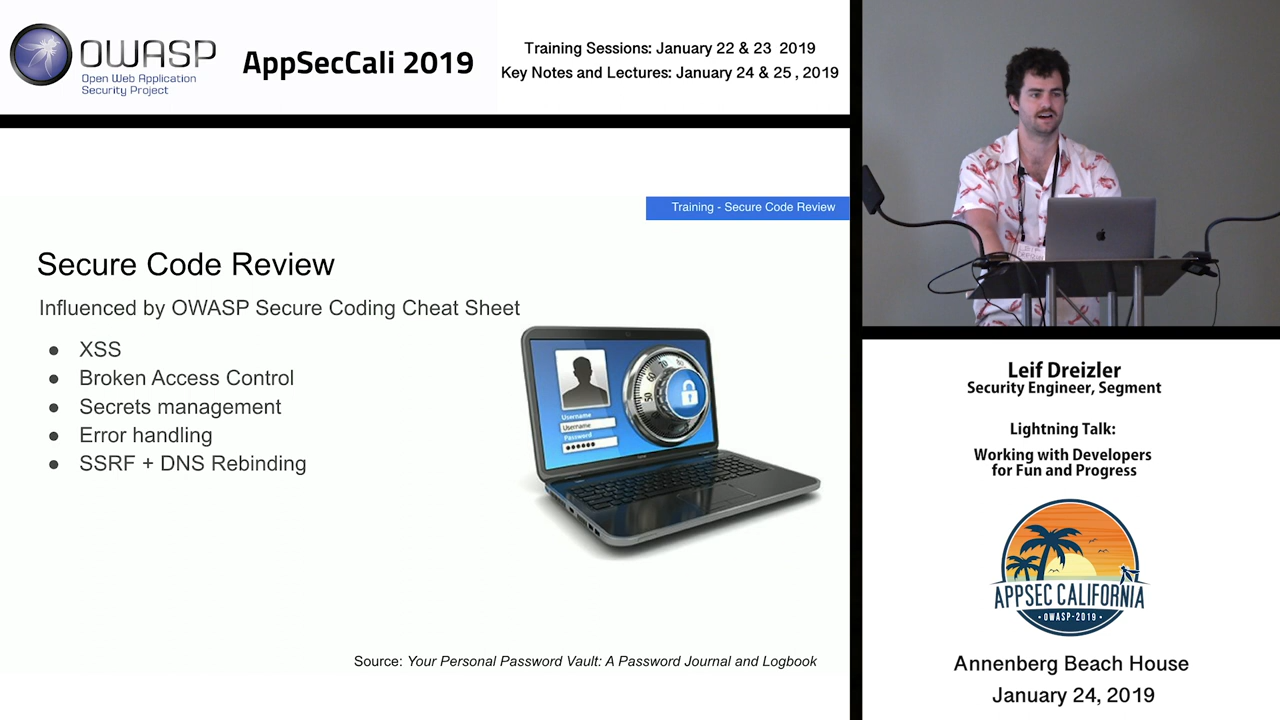 OWASP
Open Web Application
Security Project
AppSecCali 2019
Training Sessions: January 22 & 23 2019
Key Notes and Lectures: January 24 & 25 , 2019
Training - Secure Code Review
Secure Code Review
Influenced by OWASP Secure Coding Cheat Sheet
● XSS
● Broken Access Control
● Secrets management
● Error handling
● SSRF + DNS Rebinding
Username
Username
Password
Source: Your Personal Password Vault: A Password Journal and Logbook
Leif Dreizler
Security Engineer, Segment
Lightning Talk:
Working with Developers
for Fun and Progress
APPSEC CALIFORNIA
• OWASP-2019 •
Annenberg Beach House
January 24, 2019